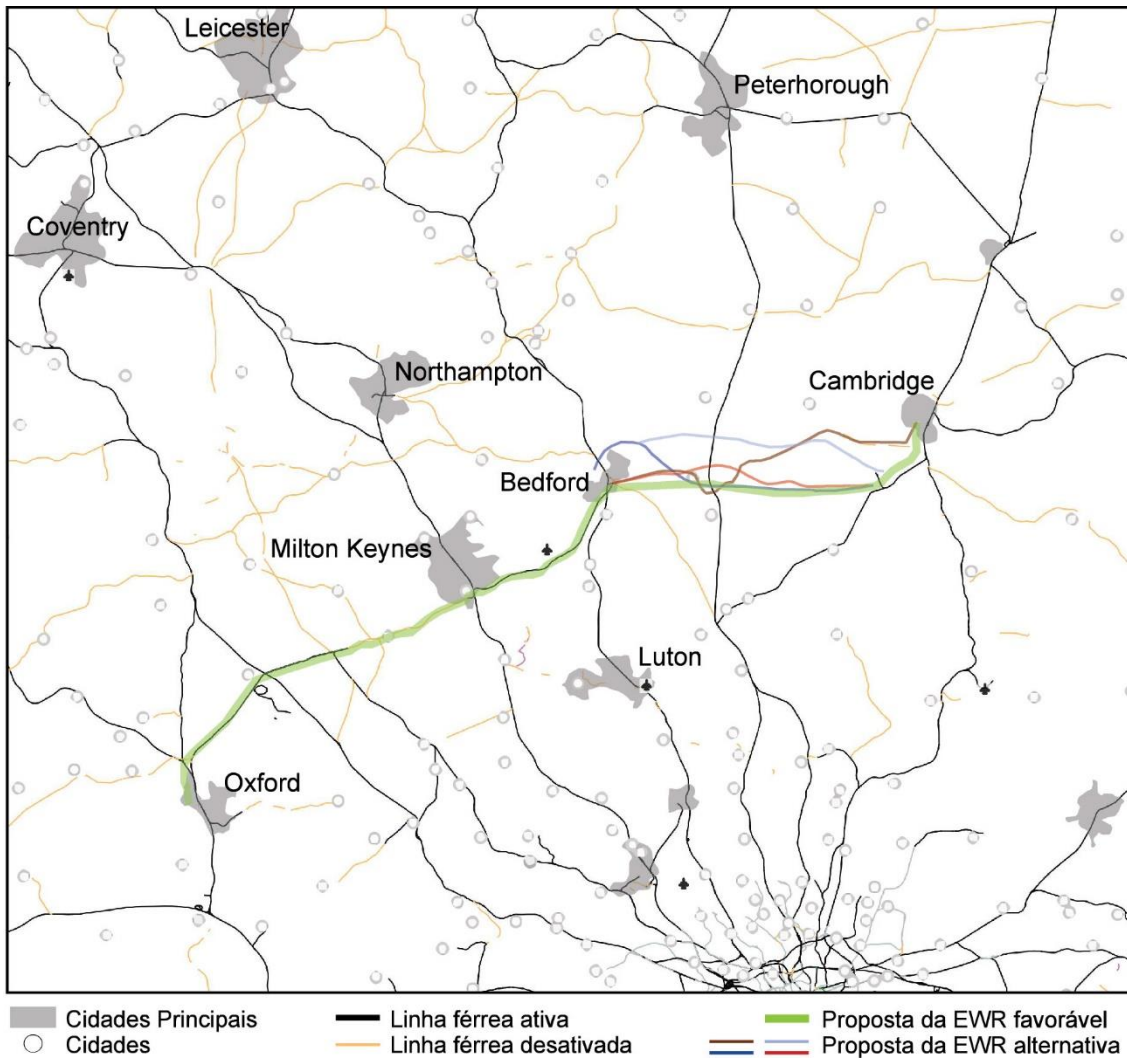 Leicester
Peterhorough
Coventry
Northampton
Cambridge
Bedford
Milton Keynes
Luton
Oxford
Cidades Principais
Linha férrea ativa
Proposta da EWR favorável
Cidades
Linha férrea desativada
Proposta da EWR alternativa